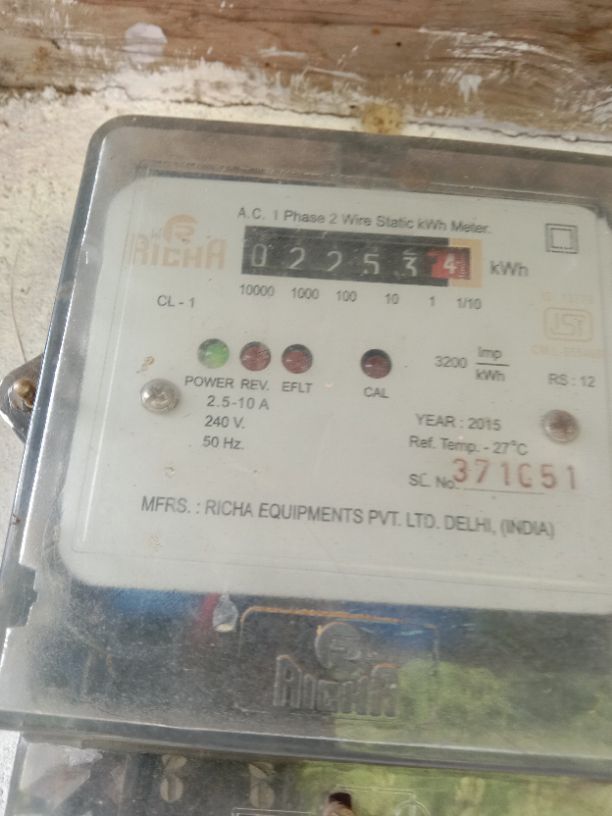 A.C. 1 Phase 2 Wire Static kWh Meter.
RICHA
0 2 2 5 3 4 kWh
CL - 1
10000 1000 100 10 1 1/10
POWER REV. EFLT CAL
3200 Imp/kWh
RS : 12
2.5-10 A
240 V.
50 Hz.
YEAR : 2015
Ref. Temp. - 27°C
SL. No. 371051
MFRS. : RICHA EQUIPMENTS PVT. LTD. DELHI, (INDIA)
RICHA